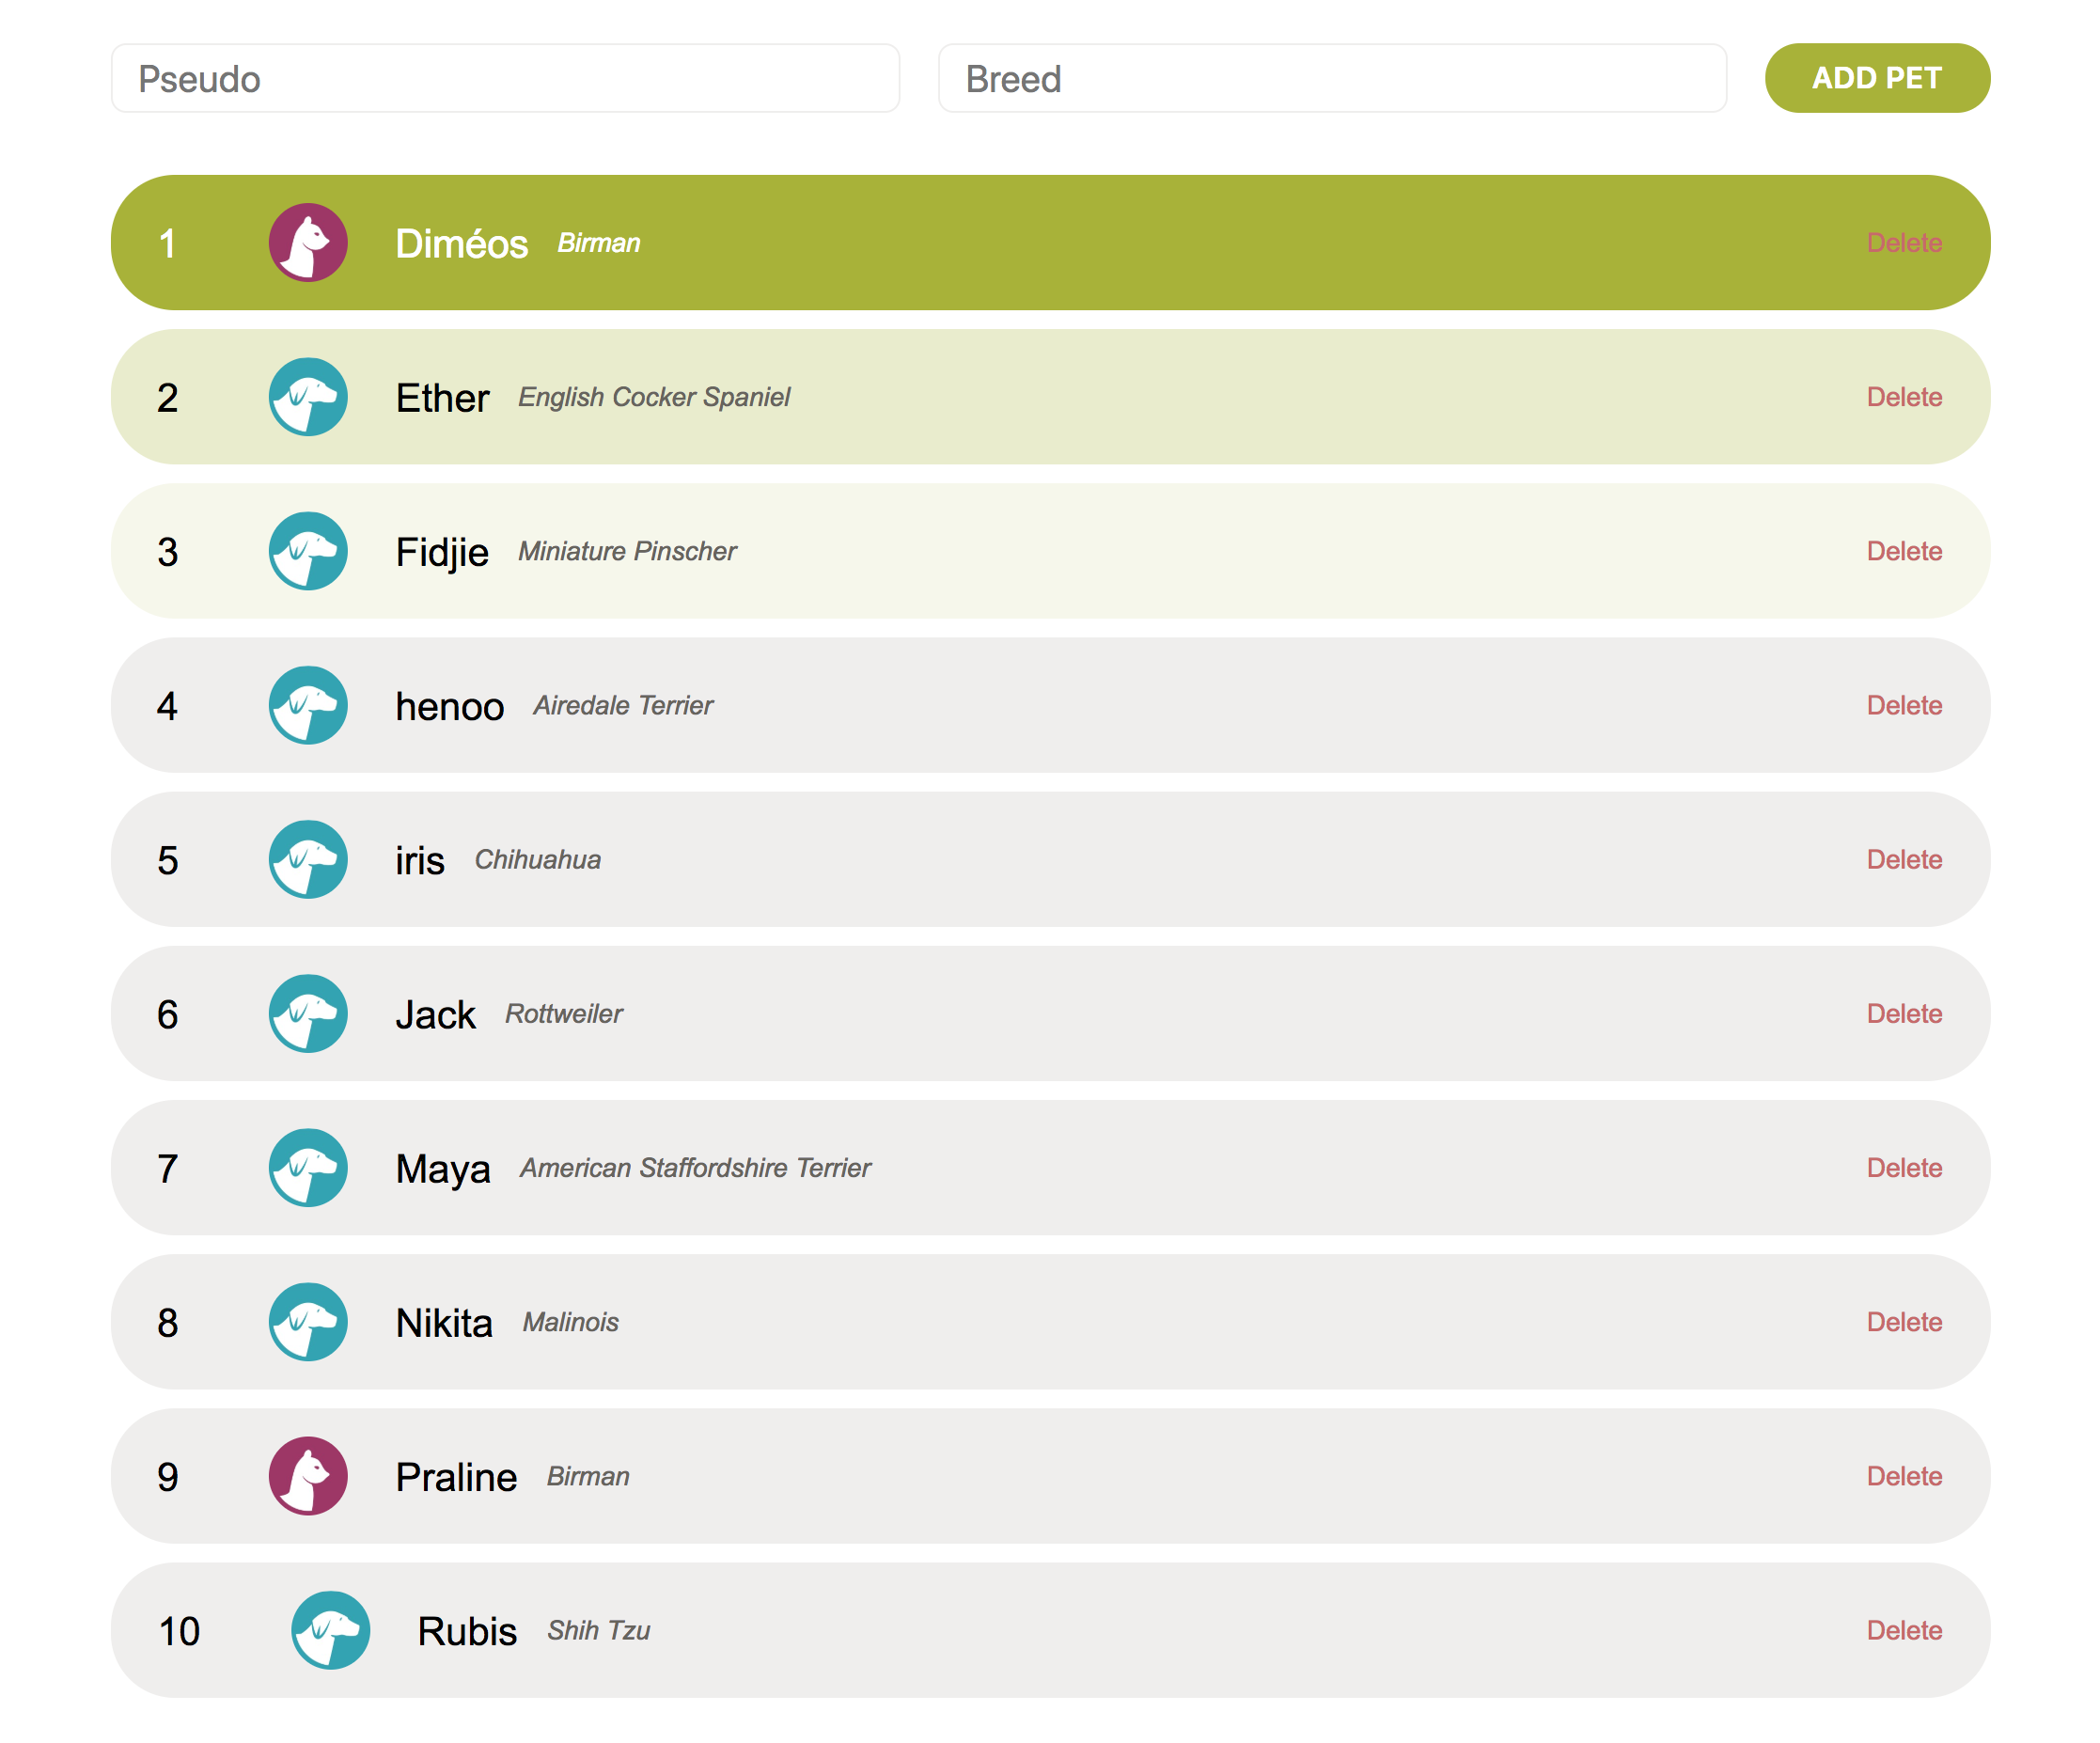 Pseudo Breed ADD PET
1 Diméos Birman Delete
2 Ether English Cocker Spaniel Delete
3 Fidjie Miniature Pinscher Delete
4 henoo Airedale Terrier Delete
5 iris Chihuahua Delete
6 Jack Rottweiler Delete
7 Maya American Staffordshire Terrier Delete
8 Nikita Malinois Delete
9 Praline Birman Delete
10 Rubis Shih Tzu Delete